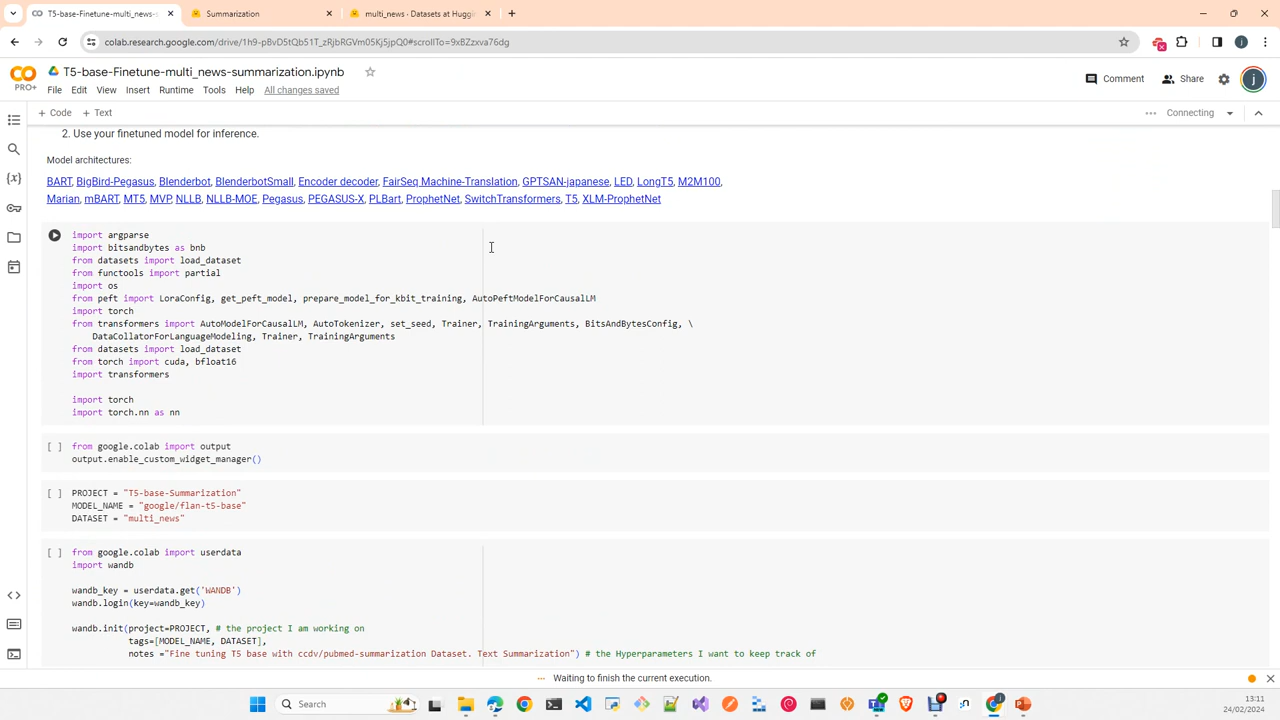 T5-base-Finetune-multi_news-s
Summarization
multi_news · Datasets at Hugg
colab.research.google.com/drive/1h9-pBvD5tQb51T_zRjbRGVm05Kj5jpQ0#scrollTo=9xBZzxva76dg
j
CO
PRO+
T5-base-Finetune-multi_news-summarization.ipynb
Comment
Share
j
File Edit View Insert Runtime Tools Help All changes saved
+ Code + Text
Connecting
2. Use your finetuned model for inference.
Model architectures:
BART, BigBird-Pegasus, Blenderbot, BlenderbotSmall, Encoder decoder, FairSeq Machine-Translation, GPTSAN-japanese, LED, LongT5, M2M100,
Marian, mBART, MT5, MVP, NLLB, NLLB-MOE, Pegasus, PEGASUS-X, PLBart, ProphetNet, SwitchTransformers, T5, XLM-ProphetNet
import argparse
import bitsandbytes as bnb
from datasets import load_dataset
from functools import partial
import os
from peft import LoraConfig, get_peft_model, prepare_model_for_kbit_training, AutoPeftModelForCausalLM
import torch
from transformers import AutoModelForCausalLM, AutoTokenizer, set_seed, Trainer, TrainingArguments, BitsAndBytesConfig, \
DataCollatorForLanguageModeling, Trainer, TrainingArguments
from datasets import load_dataset
from torch import cuda, bfloat16
import transformers
import torch
import torch.nn as nn
[ ] from google.colab import output
output.enable_custom_widget_manager()
[ ] PROJECT = "T5-base-Summarization"
MODEL_NAME = "google/flan-t5-base"
DATASET = "multi_news"
[ ] from google.colab import userdata
import wandb
wandb_key = userdata.get('WANDB')
wandb.login(key=wandb_key)
wandb.init(project=PROJECT, # the project I am working on
tags=[MODEL_NAME, DATASET],
notes ="Fine tuning T5 base with ccdv/pubmed-summarization Dataset. Text Summarization") # the Hyperparameters I want to keep track of
Waiting to finish the current execution.
Search
13:11
24/02/2024